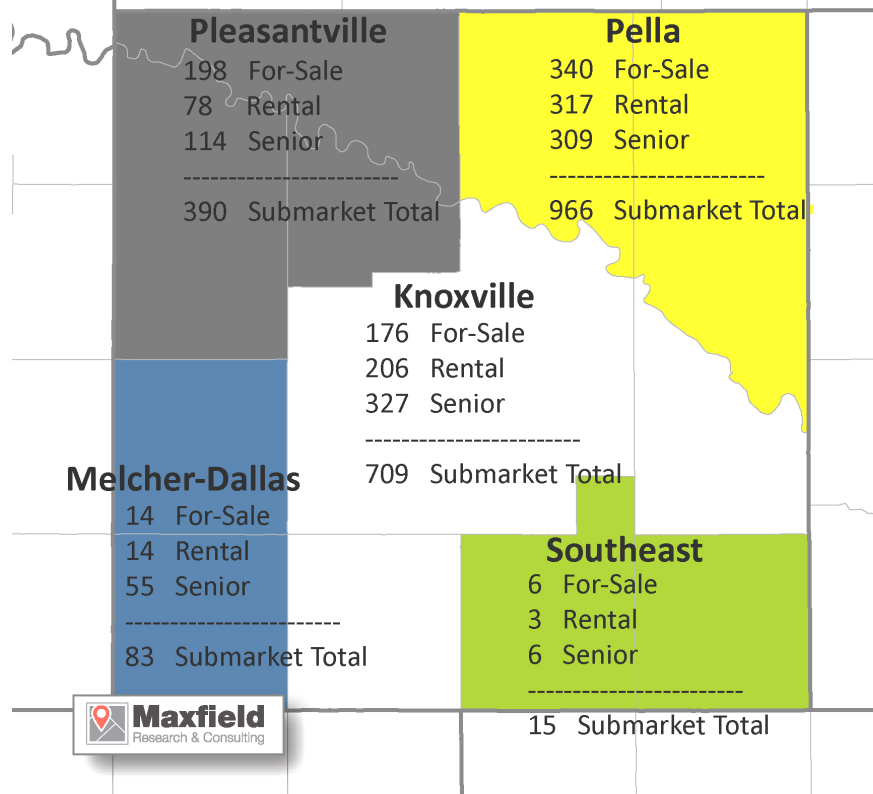 Pleasantville
198 For-Sale
78 Rental
114 Senior
------------------------
390 Submarket Total
Pella
340 For-Sale
317 Rental
309 Senior
------------------------
966 Submarket Total
Knoxville
176 For-Sale
206 Rental
327 Senior
------------------------
709 Submarket Total
Melcher-Dallas
14 For-Sale
14 Rental
55 Senior
------------------------
83 Submarket Total
Southeast
6 For-Sale
3 Rental
6 Senior
------------------------
15 Submarket Total
Maxfield
Research & Consulting